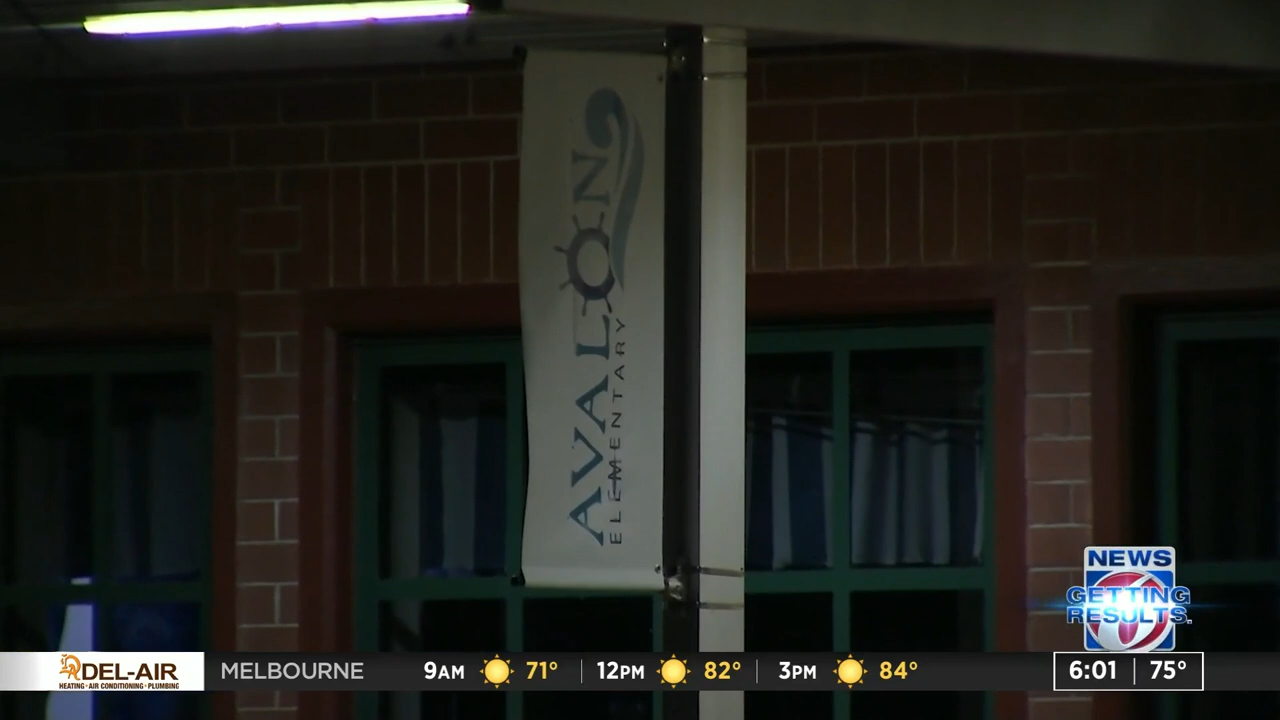 AVALON
ELEMENTARY
NEWS
6
GETTING
RESULTS.
DEL-AIR
HEATING • AIR CONDITIONING • PLUMBING
MELBOURNE
9AM 71° 12PM 82° 3PM 84°
6:01 75°